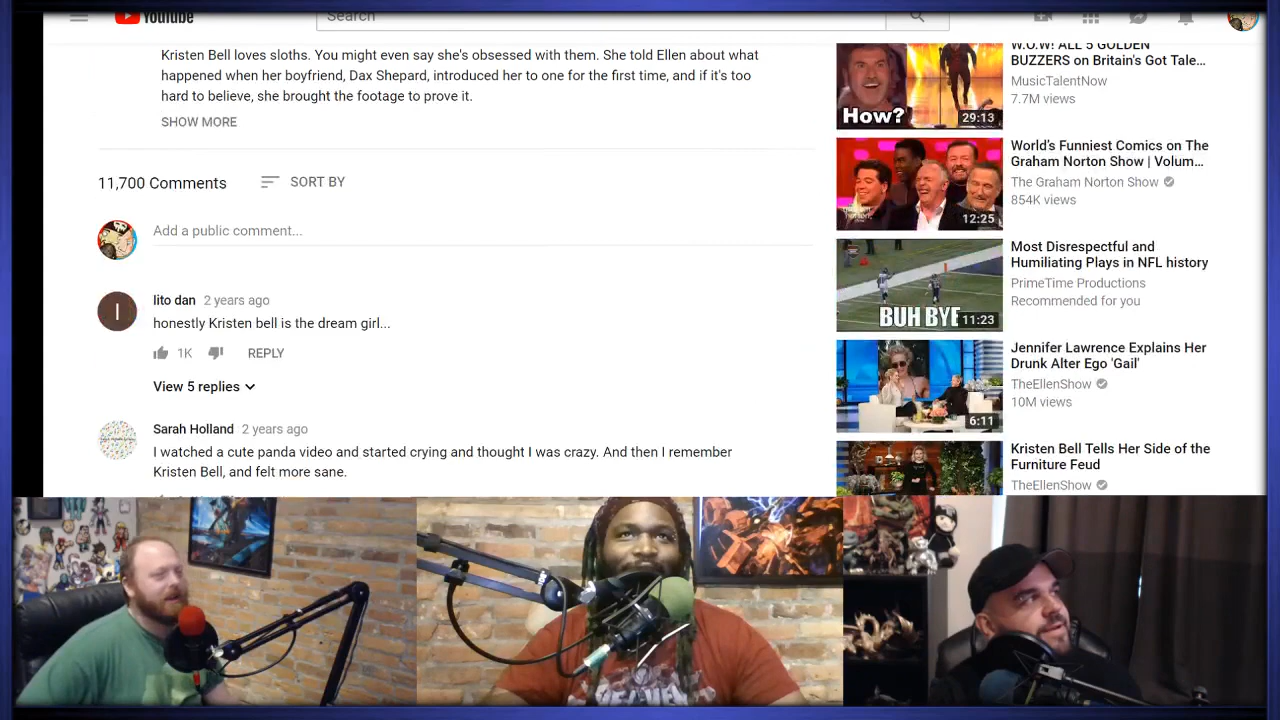 YouTube
Search
Kristen Bell loves sloths. You might even say she's obsessed with them. She told Ellen about what
happened when her boyfriend, Dax Shepard, introduced her to one for the first time, and if it's too
hard to believe, she brought the footage to prove it.
SHOW MORE
11,700 Comments
SORT BY
Add a public comment...
lito dan 2 years ago
honestly Kristen bell is the dream girl...
1K REPLY
View 5 replies
Sarah Holland 2 years ago
I watched a cute panda video and started crying and thought I was crazy. And then I remember
Kristen Bell, and felt more sane.
How?
29:13
W.O.W! ALL 5 GOLDEN
BUZZERS on Britain's Got Tale...
MusicTalentNow
7.7M views
12:25
World's Funniest Comics on The
Graham Norton Show | Volum...
The Graham Norton Show
854K views
BUH BYE
11:23
Most Disrespectful and
Humiliating Plays in NFL history
PrimeTime Productions
Recommended for you
6:11
Jennifer Lawrence Explains Her
Drunk Alter Ego 'Gail'
TheEllenShow
10M views
Kristen Bell Tells Her Side of the
Furniture Feud
TheEllenShow